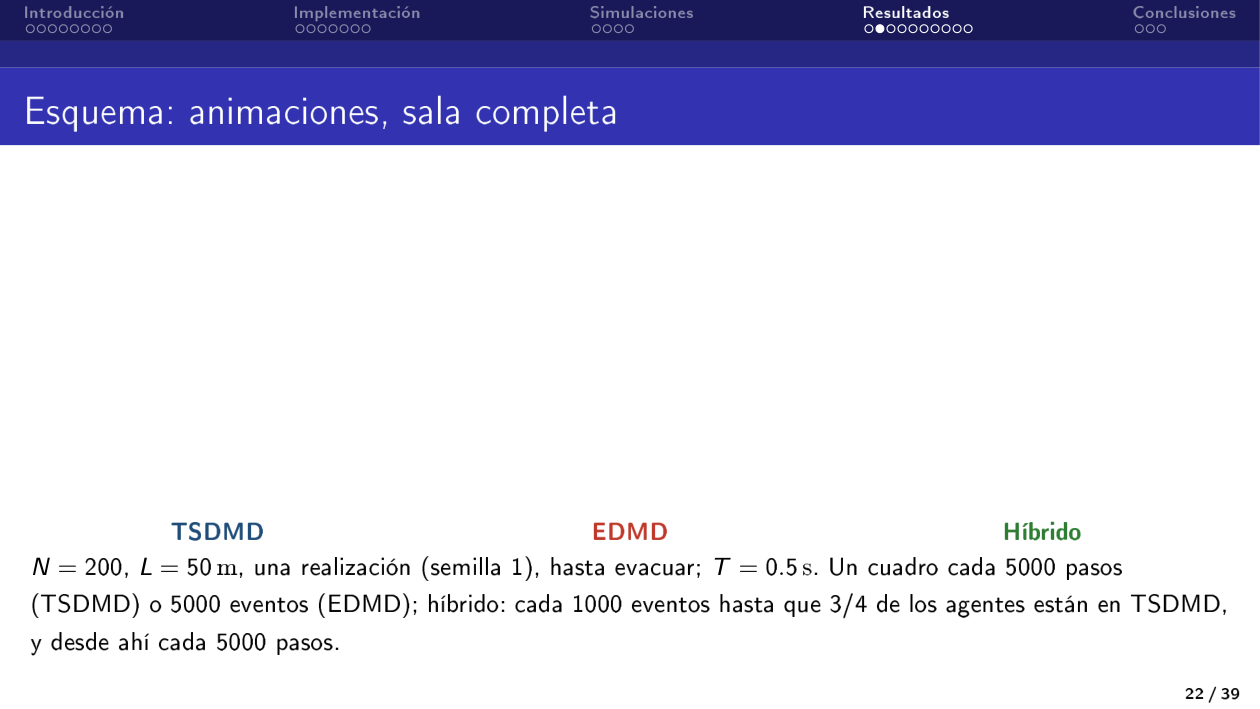 Introducción Implementación Simulaciones Resultados Conclusiones
Esquema: animaciones, sala completa
TSDMD EDMD Híbrido
N = 200, L = 50 m, una realización (semilla 1), hasta evacuar; T = 0.5 s. Un cuadro cada 5000 pasos
(TSDMD) o 5000 eventos (EDMD); híbrido: cada 1000 eventos hasta que 3/4 de los agentes están en TSDMD,
y desde ahí cada 5000 pasos.
22 / 39